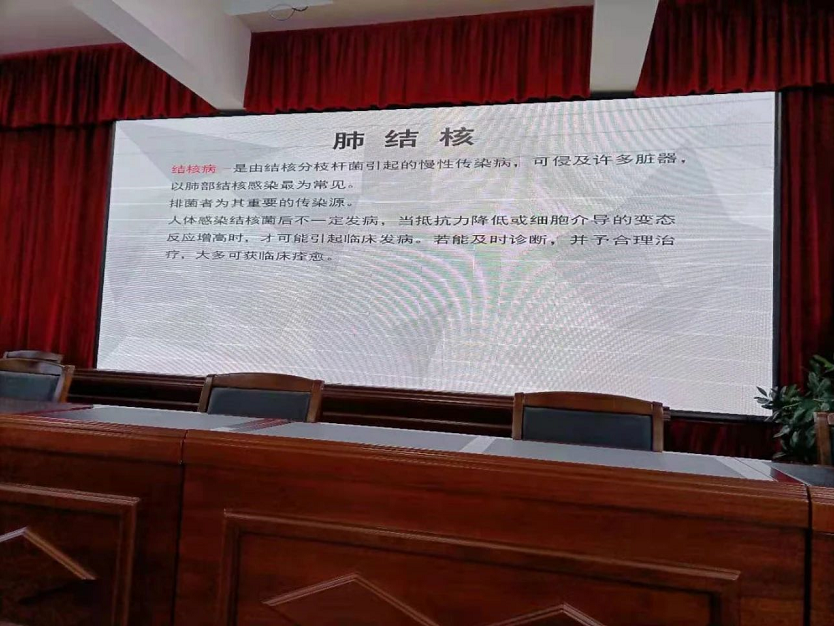 肺结核
结核病 是由结核分枝杆菌引起的慢性传染病，可侵及许多脏器，
以肺部结核感染最为常见。
排菌者为其重要的传染源。
人体感染结核菌后不一定发病，当抵抗力降低或细胞介导的变态
反应增高时，才可能引起临床发病。若能及时诊断，并予合理治
疗，大多可获临床痊愈。